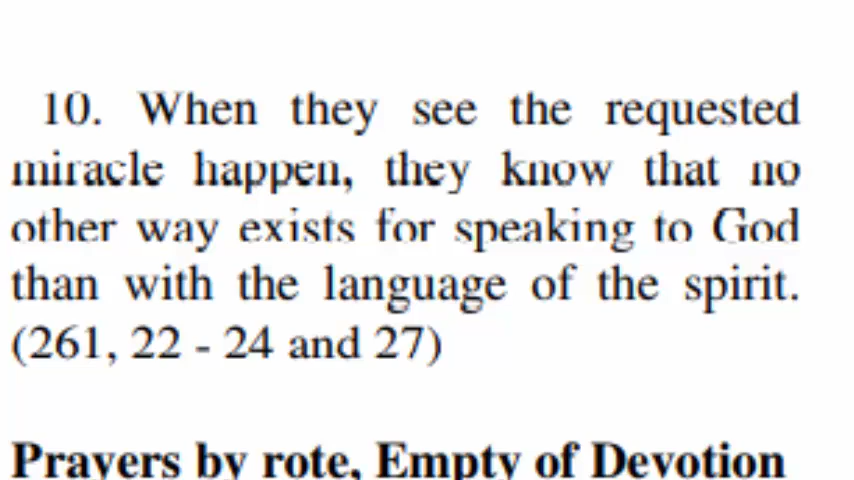 10. When they see the requested
miracle happen, they know that no
other way exists for speaking to God
than with the language of the spirit.
(261, 22 - 24 and 27)
Prayers by rote, Empty of Devotion